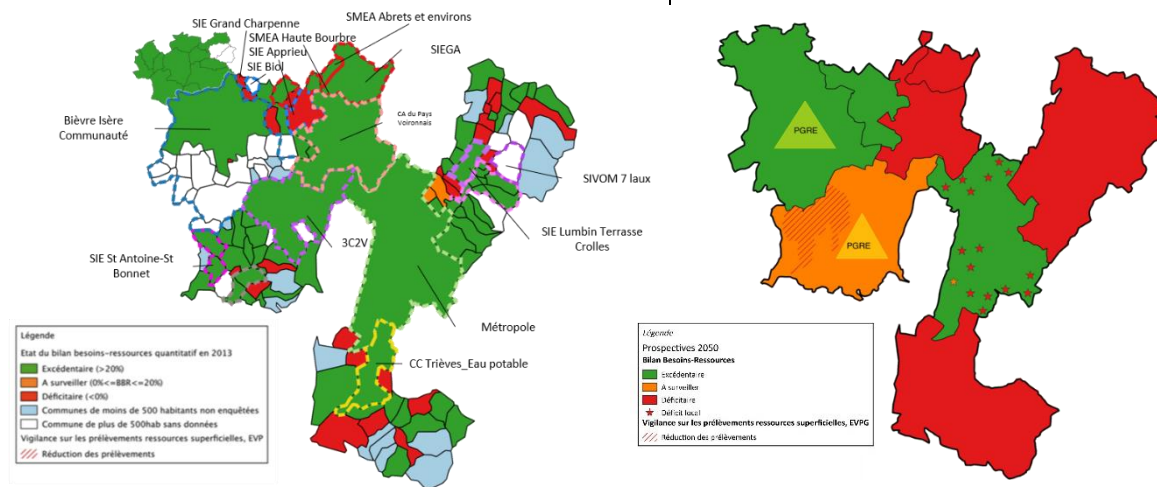 SIE Grand Charpenne
SMEA Abrets et environs
SMEA Haute Bourbre
SIE Apprieu
SIE Biol
SIEGA
Bièvre Isère
Communauté
CA du Pays
Voironnais
SIVOM 7 laux
3C2V
SIE Lumbin Terrasse
Crolles
SIE St Antoine-St
Bonnet
Métropole
CC Trièves_Eau potable
Légende
Etat du bilan besoins-ressources quantitatif en 2013
Excédentaire (>20%)
A surveiller (0%<=BBR<=20%)
Déficitaire (<0%)
Communes de moins de 500 habitants non enquêtées
Commune de plus de 500hab sans données
Vigilance sur les prélèvements ressources superficielles, EVP
Réduction des prélèvements
PGRE
PGRE
Légende
Prospectives 2050
Bilan Besoins-Ressources
Excédentaire
A surveiller
Déficitaire
Déficit local
Vigilance sur les prélèvements ressources superficielles, EVPG
Réduction des prélèvements